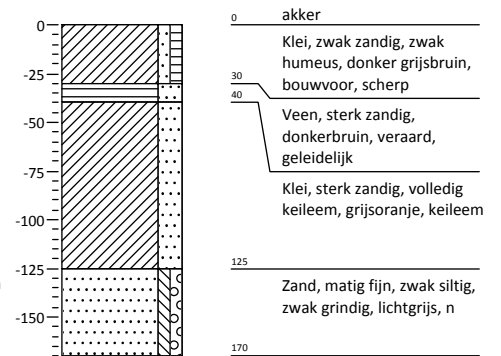 0
-25
-50
-75
-100
-125
-150
0 akker
Klei, zwak zandig, zwak
humeus, donker grijsbruin,
bouwvoor, scherp
30
40
Veen, sterk zandig,
donkerbruin, veraard,
geleidelijk
Klei, sterk zandig, volledig
keileem, grijsoranje, keileem
125
Zand, matig fijn, zwak siltig,
zwak grindig, lichtgrijs, n
170